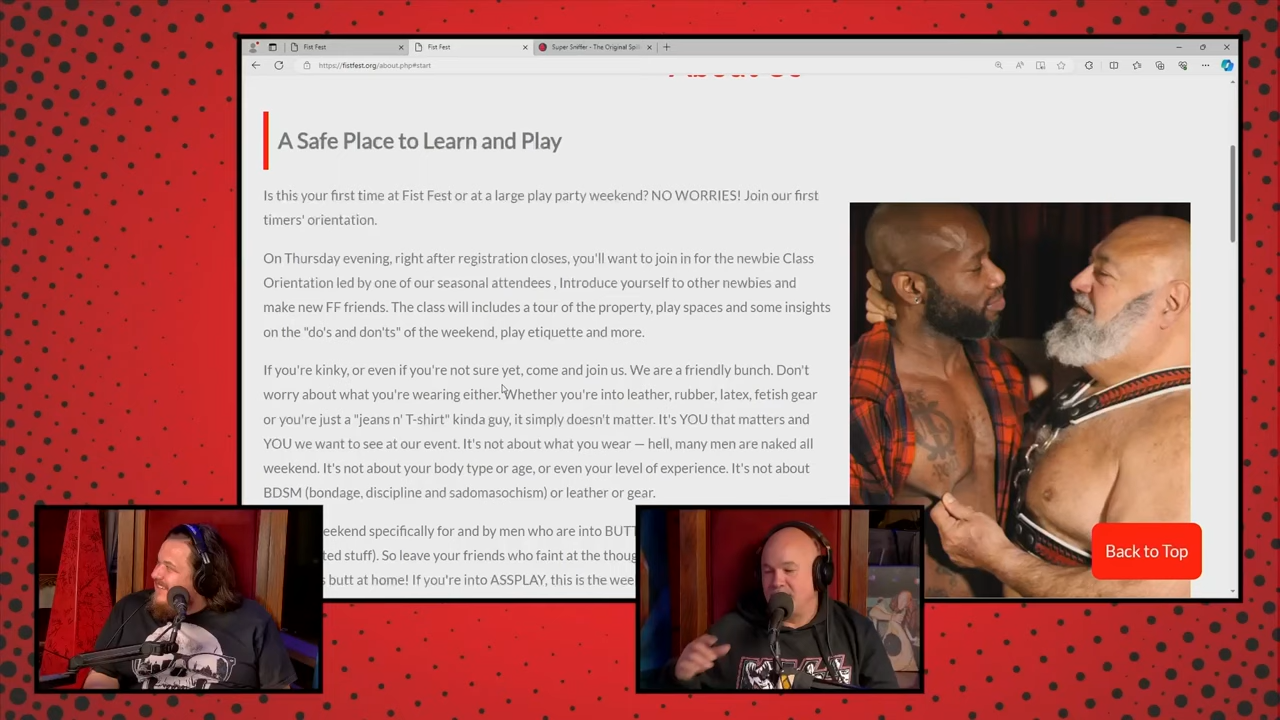 Fist Fest
Fist Fest
Super Sniffer - The Original Spil
https://fistfest.org/about.php#start
About Us
A Safe Place to Learn and Play
Is this your first time at Fist Fest or at a large play party weekend? NO WORRIES! Join our first
timers' orientation.
On Thursday evening, right after registration closes, you'll want to join in for the newbie Class
Orientation led by one of our seasonal attendees , Introduce yourself to other newbies and
make new FF friends. The class will includes a tour of the property, play spaces and some insights
on the "do's and don'ts" of the weekend, play etiquette and more.
If you're kinky, or even if you're not sure yet, come and join us. We are a friendly bunch. Don't
worry about what you're wearing either. Whether you're into leather, rubber, latex, fetish gear
or you're just a "jeans n' T-shirt" kinda guy, it simply doesn't matter. It's YOU that matters and
YOU we want to see at our event. It's not about what you wear — hell, many men are naked all
weekend. It's not about your body type or age, or even your level of experience. It's not about
BDSM (bondage, discipline and sadomasochism) or leather or gear.
eekend specifically for and by men who are into BUTT
ted stuff). So leave your friends who faint at the thoug
butt at home! If you're into ASSPLAY, this is the wee
Back to Top